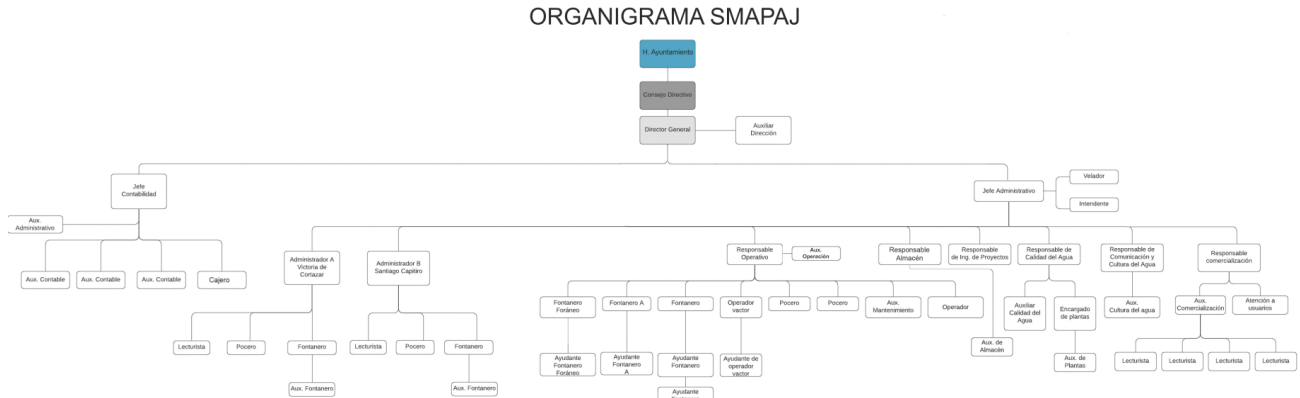 ORGANIGRAMA SMAPAJ
H. Ayuntamiento
Consejo Directivo
Director General
Auxiliar
Dirección
Jefe
Contabilidad
Jefe Administrativo
Velador
Intendente
Aux.
Administrativo
Aux. Contable
Aux. Contable
Aux. Contable
Cajero
Administrador A
Victoria de
Cortazar
Administrador B
Santiago Capitiro
Responsable
Operativo
Aux.
Operación
Responsable
Almacén
Responsable
de Ing. de Proyectos
Responsable de
Calidad del Agua
Responsable de
Comunicación y
Cultura del Agua
Responsable
comercialización
Lecturista
Pocero
Fontanero
Aux. Fontanero
Lecturista
Pocero
Fontanero
Aux. Fontanero
Fontanero
Foráneo
Fontanero A
Fontanero
Operador
vactor
Pocero
Pocero
Aux.
Mantenimiento
Operador
Ayudante
Fontanero
Foráneo
Ayudante
Fontanero
A
Ayudante
Fontanero
Ayudante de
operador
vactor
Ayudante
Aux. de
Almacén
Auxiliar
Calidad del
Agua
Encargado
de plantas
Aux. de
Plantas
Aux.
Cultura del agua
Aux.
Comercialización
Atención a
usuarios
Lecturista
Lecturista
Lecturista
Lecturista